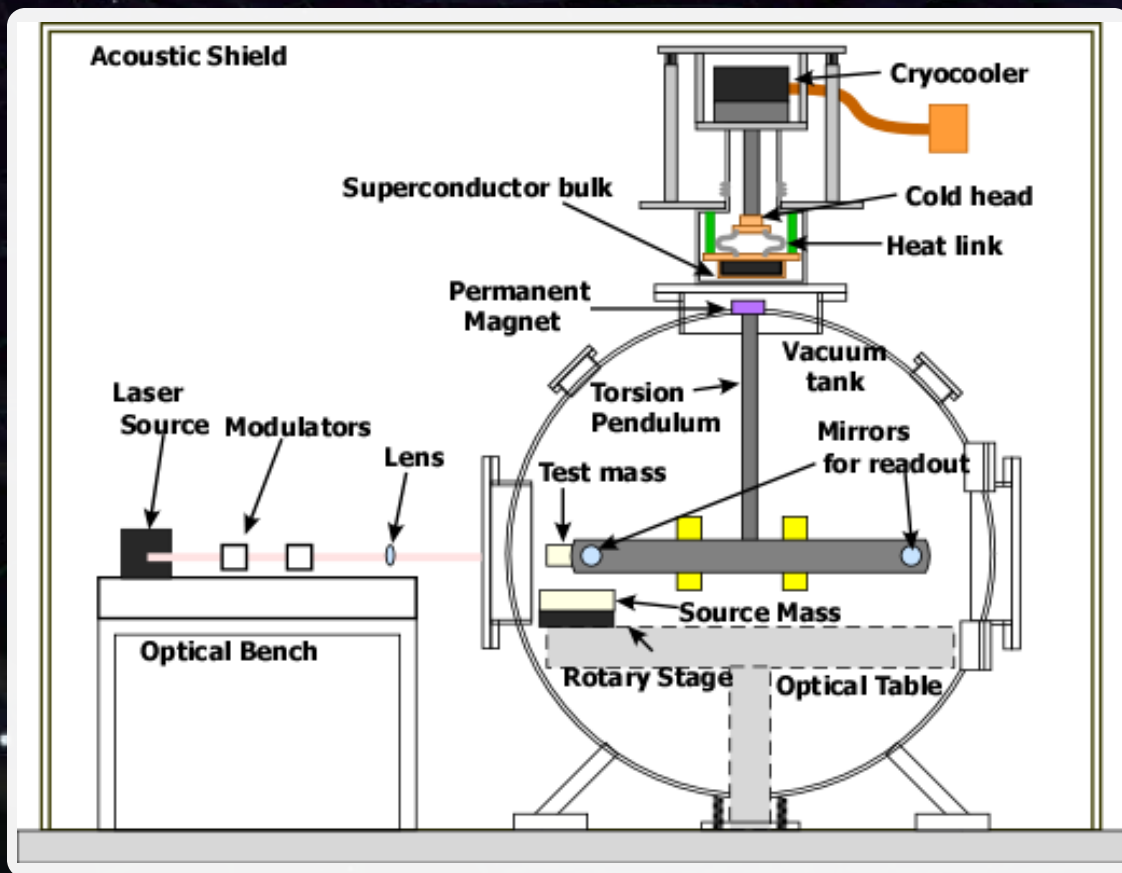 Acoustic Shield
Cryocooler
Superconductor bulk
Cold head
Heat link
Permanent
Magnet
Vacuum
tank
Torsion
Pendulum
Laser
Source
Modulators
Lens
Mirrors
for readout
Test mass
Source Mass
Optical Bench
Rotary Stage
Optical Table